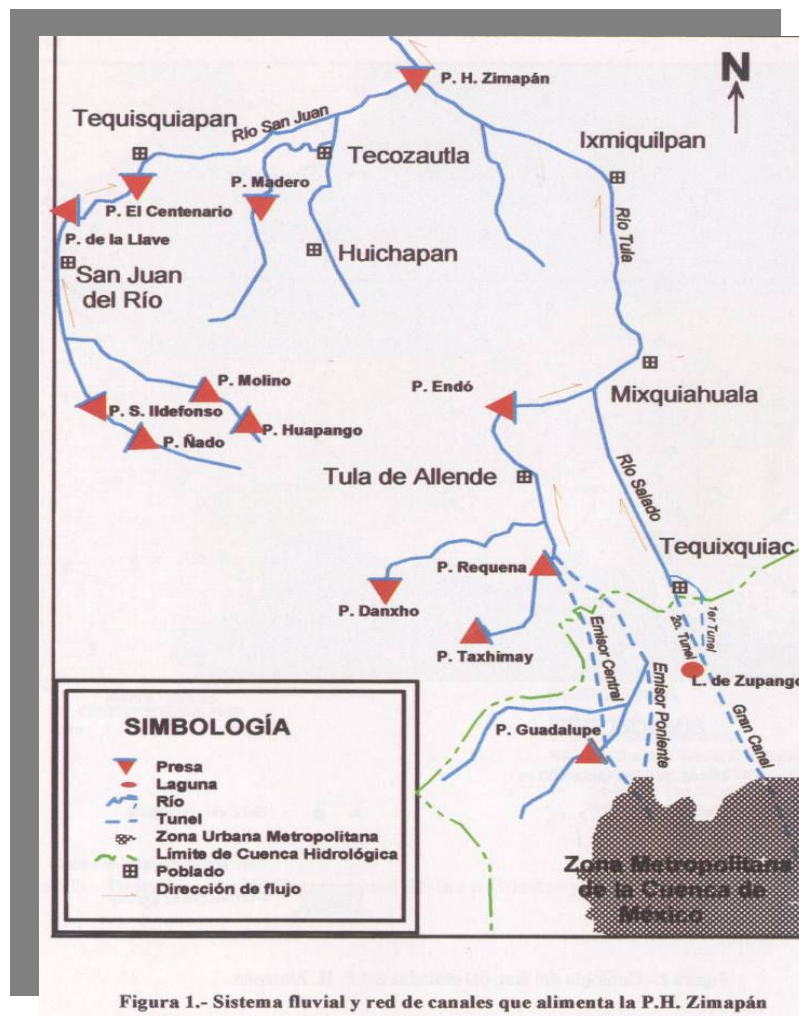 N
P. H. Zimapán
Tequisquiapan
Río San Juan
Ixmiquilpan
Tecozautla
P. Madero
P. El Centenario
Río Tula
P. de la Llave
Huichapan
San Juan
del Río
P. Molino
P. Endó
Mixquiahuala
P. S. Ildefonso
P. Huapango
P. Ñado
Tula de Allende
Río Salado
Tequixquiac
P. Requena
P. Danxho
1er Tunel
2o. Tunel
Emisor Central
P. Taxhimay
L. de Zupango
Emisor Poniente
Gran Canal
P. Guadalupe
SIMBOLOGÍA
Presa
Laguna
Río
Tunel
Zona Urbana Metropolitana
Límite de Cuenca Hidrológica
Poblado
Dirección de flujo
Zona Metropolitana
de la Cuenca de
México
Figura 1.- Sistema fluvial y red de canales que alimenta la P.H. Zimapán